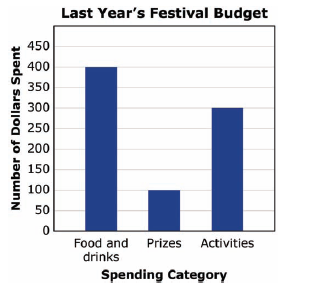 Last Year's Festival Budget
Number of Dollars Spent
450
400
350
300
250
200
150
100
50
0
Food and drinks
Prizes
Activities
Spending Category